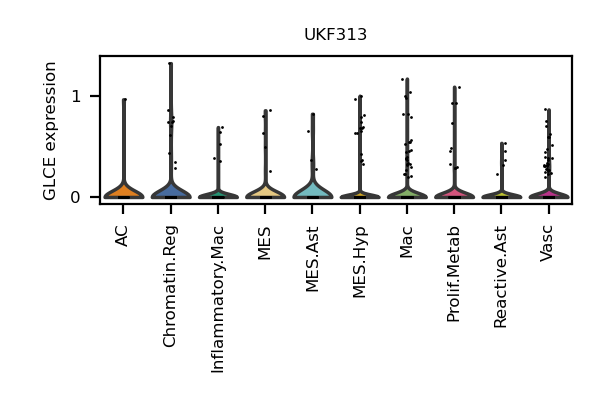 UKF313
GLCE expression
1
0
AC
Chromatin.Reg
Inflammatory.Mac
MES
MES.Ast
MES.Hyp
Mac
Prolif.Metab
Reactive.Ast
Vasc